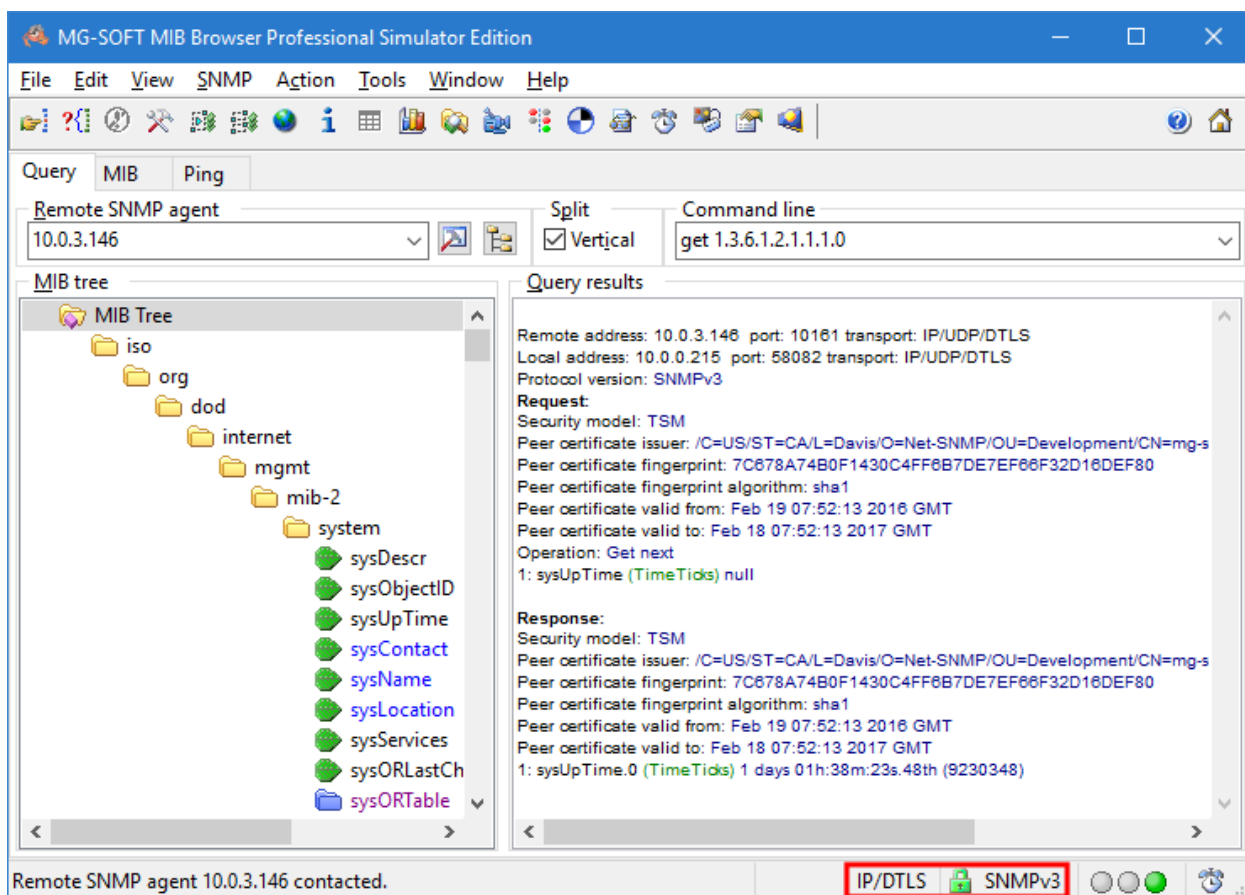 MG-SOFT MIB Browser Professional Simulator Edition
File Edit View SNMP Action Tools Window Help
Query MIB Ping
Remote SNMP agent Split Command line
10.0.3.146 Vertical get 1.3.6.1.2.1.1.1.0
MIB tree
MIB Tree
iso
org
dod
internet
mgmt
mib-2
system
sysDescr
sysObjectID
sysUpTime
sysContact
sysName
sysLocation
sysServices
sysORLastCh
sysORTable
Query results
Remote address: 10.0.3.146 port: 10161 transport: IP/UDP/DTLS
Local address: 10.0.0.215 port: 58082 transport: IP/UDP/DTLS
Protocol version: SNMPv3
Request:
Security model: TSM
Peer certificate issuer: /C=US/ST=CA/L=Davis/O=Net-SNMP/OU=Development/CN=mg-s
Peer certificate fingerprint: 7C678A74B0F1430C4FF6B7DE7EF66F32D16DEF80
Peer certificate fingerprint algorithm: sha1
Peer certificate valid from: Feb 19 07:52:13 2016 GMT
Peer certificate valid to: Feb 18 07:52:13 2017 GMT
Operation: Get next
1: sysUpTime (TimeTicks) null
Response:
Security model: TSM
Peer certificate issuer: /C=US/ST=CA/L=Davis/O=Net-SNMP/OU=Development/CN=mg-s
Peer certificate fingerprint: 7C678A74B0F1430C4FF6B7DE7EF66F32D16DEF80
Peer certificate fingerprint algorithm: sha1
Peer certificate valid from: Feb 19 07:52:13 2016 GMT
Peer certificate valid to: Feb 18 07:52:13 2017 GMT
1: sysUpTime.0 (TimeTicks) 1 days 01h:38m:23s.48th (9230348)
Remote SNMP agent 10.0.3.146 contacted. IP/DTLS SNMPv3